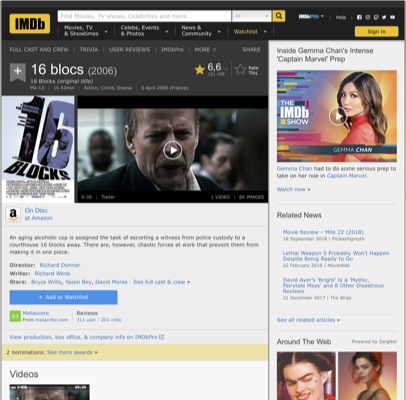 IMDb
Find Movies, TV shows, Celebrities and more...
All
IMDbPro
Help
Movies, TV
& Showtimes
Celebs, Events
& Photos
News &
Community
Watchlist
Sign in
FULL CAST AND CREW | TRIVIA | USER REVIEWS | IMDbPro | MORE
SHARE
16 blocs (2006)
16 Blocks (original title)
PG-13 | 1h 42min | Action, Crime, Drama | 5 April 2006 (France)
6,6
Rate
This
16
BLOCKS
0:30 | Trailer
1 VIDEO | 80 IMAGES
On Disc
at Amazon
An aging alcoholic cop is assigned the task of escorting a witness from police custody to a
courthouse 16 blocks away. There are, however, chaotic forces at work that prevent them from
making it in one piece.
Director: Richard Donner
Writer: Richard Wenk
Stars: Bruce Willis, Yasiin Bey, David Morse | See full cast & crew »
+ Add to Watchlist
63
Metascore
From metacritic.com
Reviews
311 user · 201 critic
View production, box office, & company info on IMDbPro
2 nominations. See more awards »
Videos
Inside Gemma Chan's Intense
'Captain Marvel' Prep
THE
IMDb
SHOW
GEMMA CHAN
Gemma Chan had to do some serious prep to
take on her role in Captain Marvel.
Watch now »
Related News
Movie Review – Mile 22 (2018)
18 September 2018 | Flickeringmyth
Lethal Weapon 5 Probably Won't Happen
Despite Being Ready to Go
02 February 2018 | MovieWeb
David Ayer's 'Bright' Is a 'Mythic,
Fairytale Mess' and 8 Other Disastrous
Reviews
21 December 2017 | The Wrap
See all related articles »
Around The Web
Powered by ZergNet